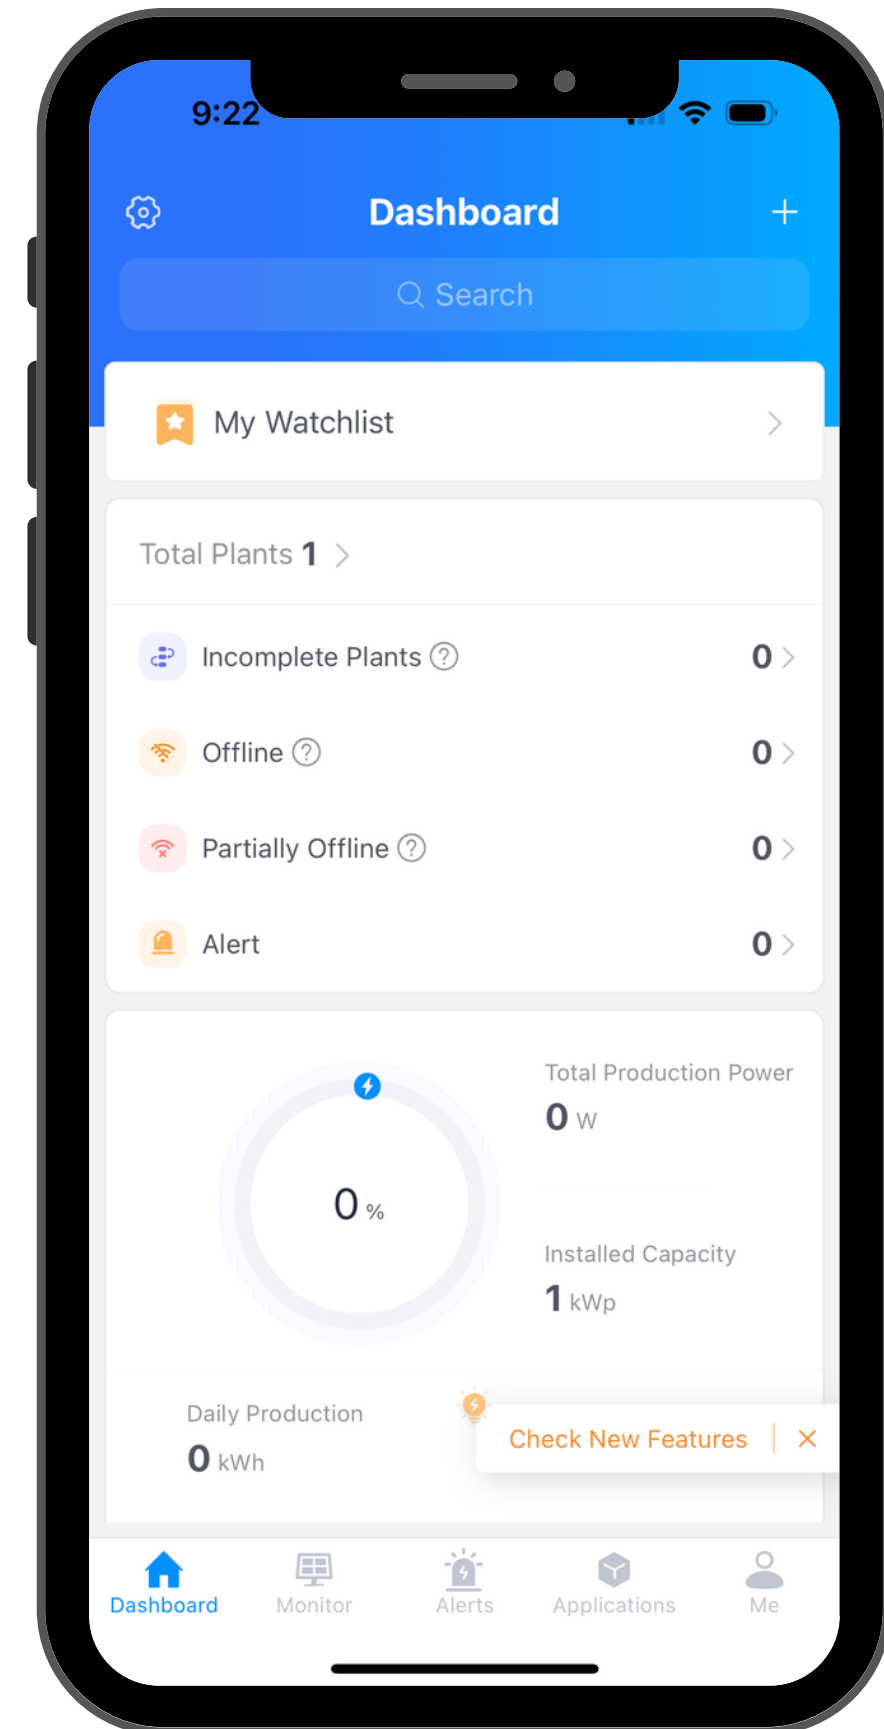 9:22
Dashboard
Search
My Watchlist
Total Plants 1
Incomplete Plants ? 0
Offline ? 0
Partially Offline ? 0
Alert 0
Total Production Power
0 W
0 %
Installed Capacity
1 kWp
Daily Production
0 kWh
Check New Features
Dashboard Monitor Alerts Applications Me